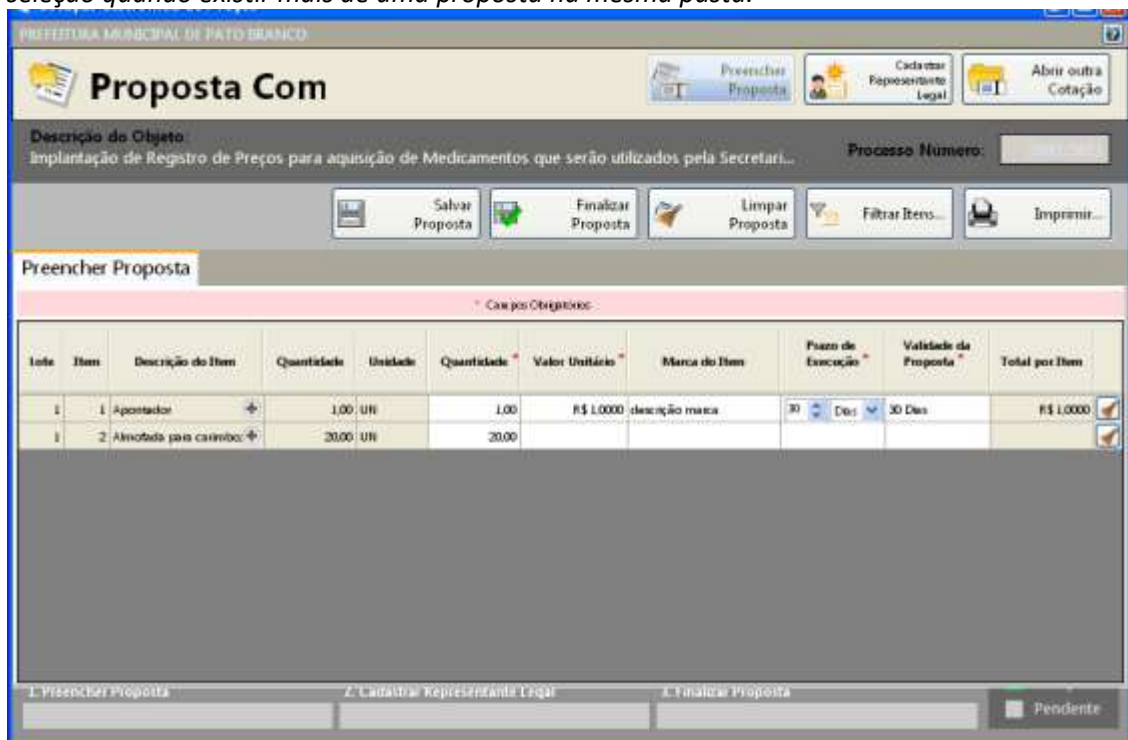 seleção quando existir mais de uma proposta na mesma pasta.
PREFEITURA MUNICIPAL DE PATO BRANCO
Proposta Com
Preencher Proposta
Cadastrar Representante Legal
Abrir outra Cotação
Descrição do Objeto:
Implantação de Registro de Preços para aquisição de Medicamentos que serão utilizados pela Secretari...
Processo Numero:
Salvar Proposta
Finalizar Proposta
Limpar Proposta
Filtrar Itens...
Imprimir...
Preencher Proposta
* Campos Obrigatórios
Lote Item Descrição do Item Quantidade Unidade Quantidade * Valor Unitário * Marca do Item Prazo de Execução * Validade da Proposta * Total por Item
1 1 Apontador 1,00 UN 1,00 R$ 1,0000 descrição marca 30 Dias 30 Dias R$ 1,0000
1 2 Almofada para carimbo: 20,00 UN 20,00
1. Preencher Proposta 2. Cadastrar Representante Legal 3. Finalizar Proposta
Pendente